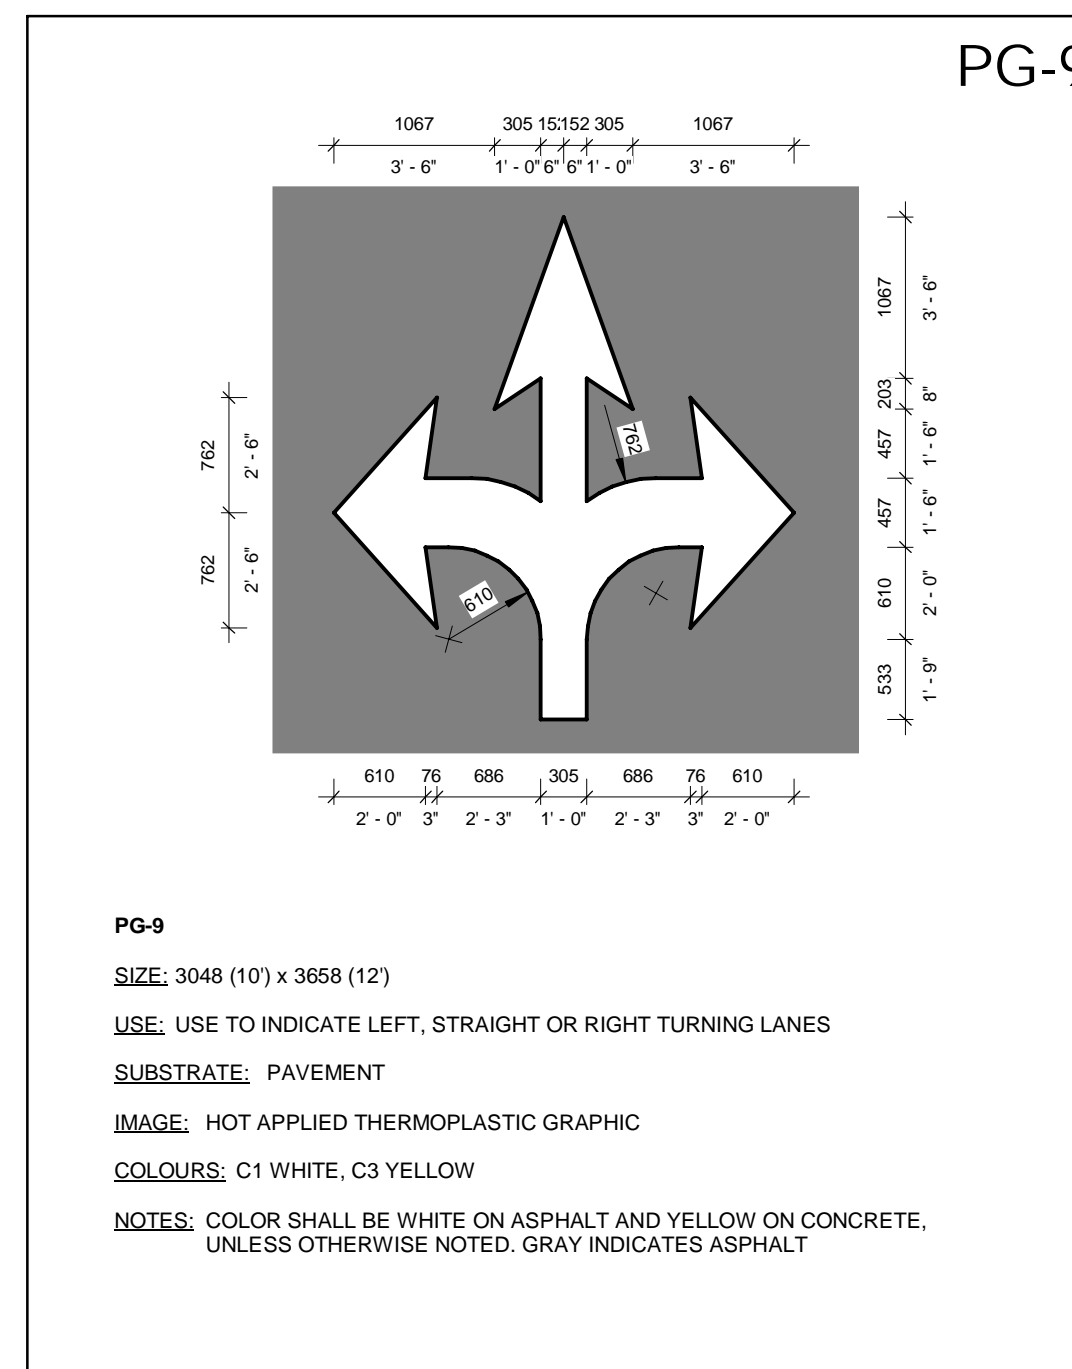 PG-9
1067 305 152 152 305 1067
3' - 6" 1' - 0" 6" 6" 1' - 0" 3' - 6"
1067 3' - 6"
203 8"
762 2' - 6"
762
457 1' - 6"
457 1' - 6"
762 2' - 6"
610
610 2' - 0"
533 1' - 9"
610 76 686 305 686 76 610
2' - 0" 3" 2' - 3" 1' - 0" 2' - 3" 3" 2' - 0"
PG-9
SIZE: 3048 (10') x 3658 (12')
USE: USE TO INDICATE LEFT, STRAIGHT OR RIGHT TURNING LANES
SUBSTRATE: PAVEMENT
IMAGE: HOT APPLIED THERMOPLASTIC GRAPHIC
COLOURS: C1 WHITE, C3 YELLOW
NOTES: COLOR SHALL BE WHITE ON ASPHALT AND YELLOW ON CONCRETE,
UNLESS OTHERWISE NOTED. GRAY INDICATES ASPHALT